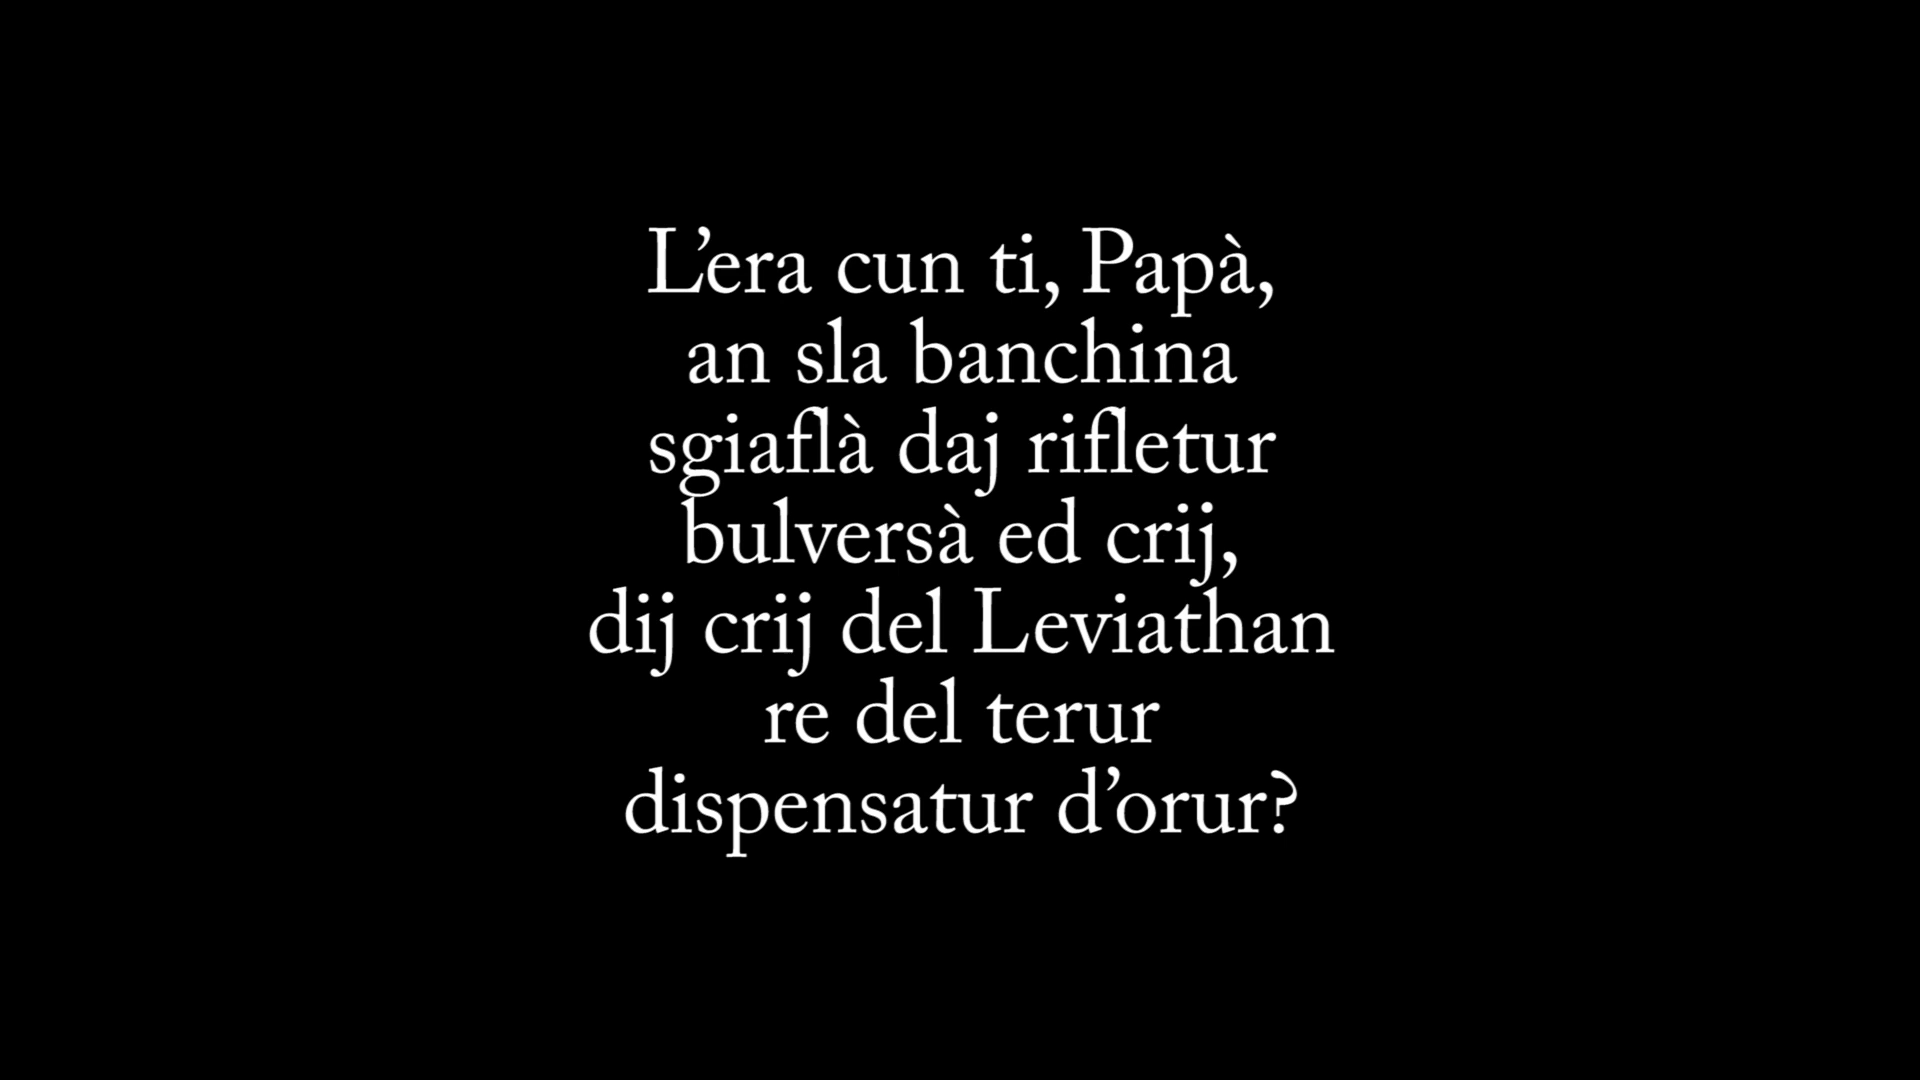 L’era cun ti, Papà,
an sla banchina
sgiaflà daj rifletur
bulversà ed crij,
dij crij del Leviathan
re del terur
dispensatur d’orur?